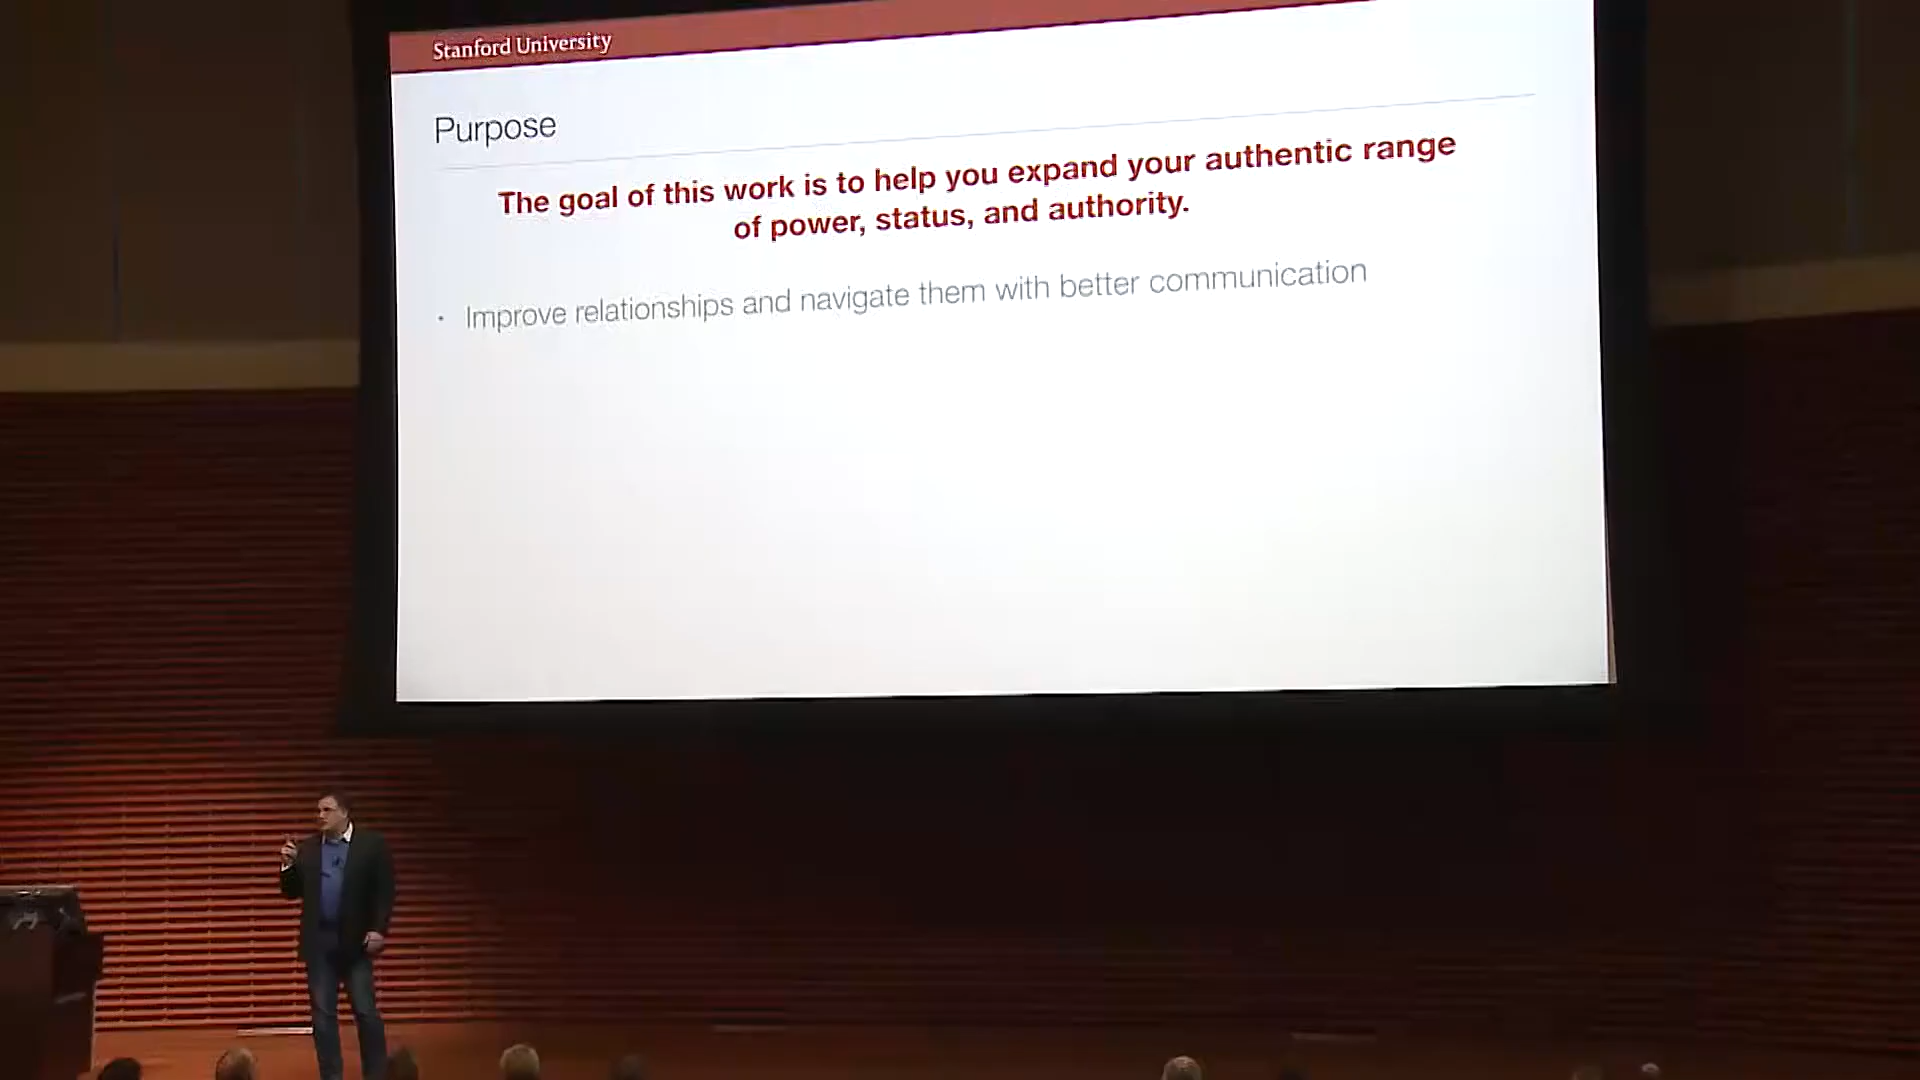 Stanford University
Purpose
The goal of this work is to help you expand your authentic range
of power, status, and authority.
• Improve relationships and navigate them with better communication